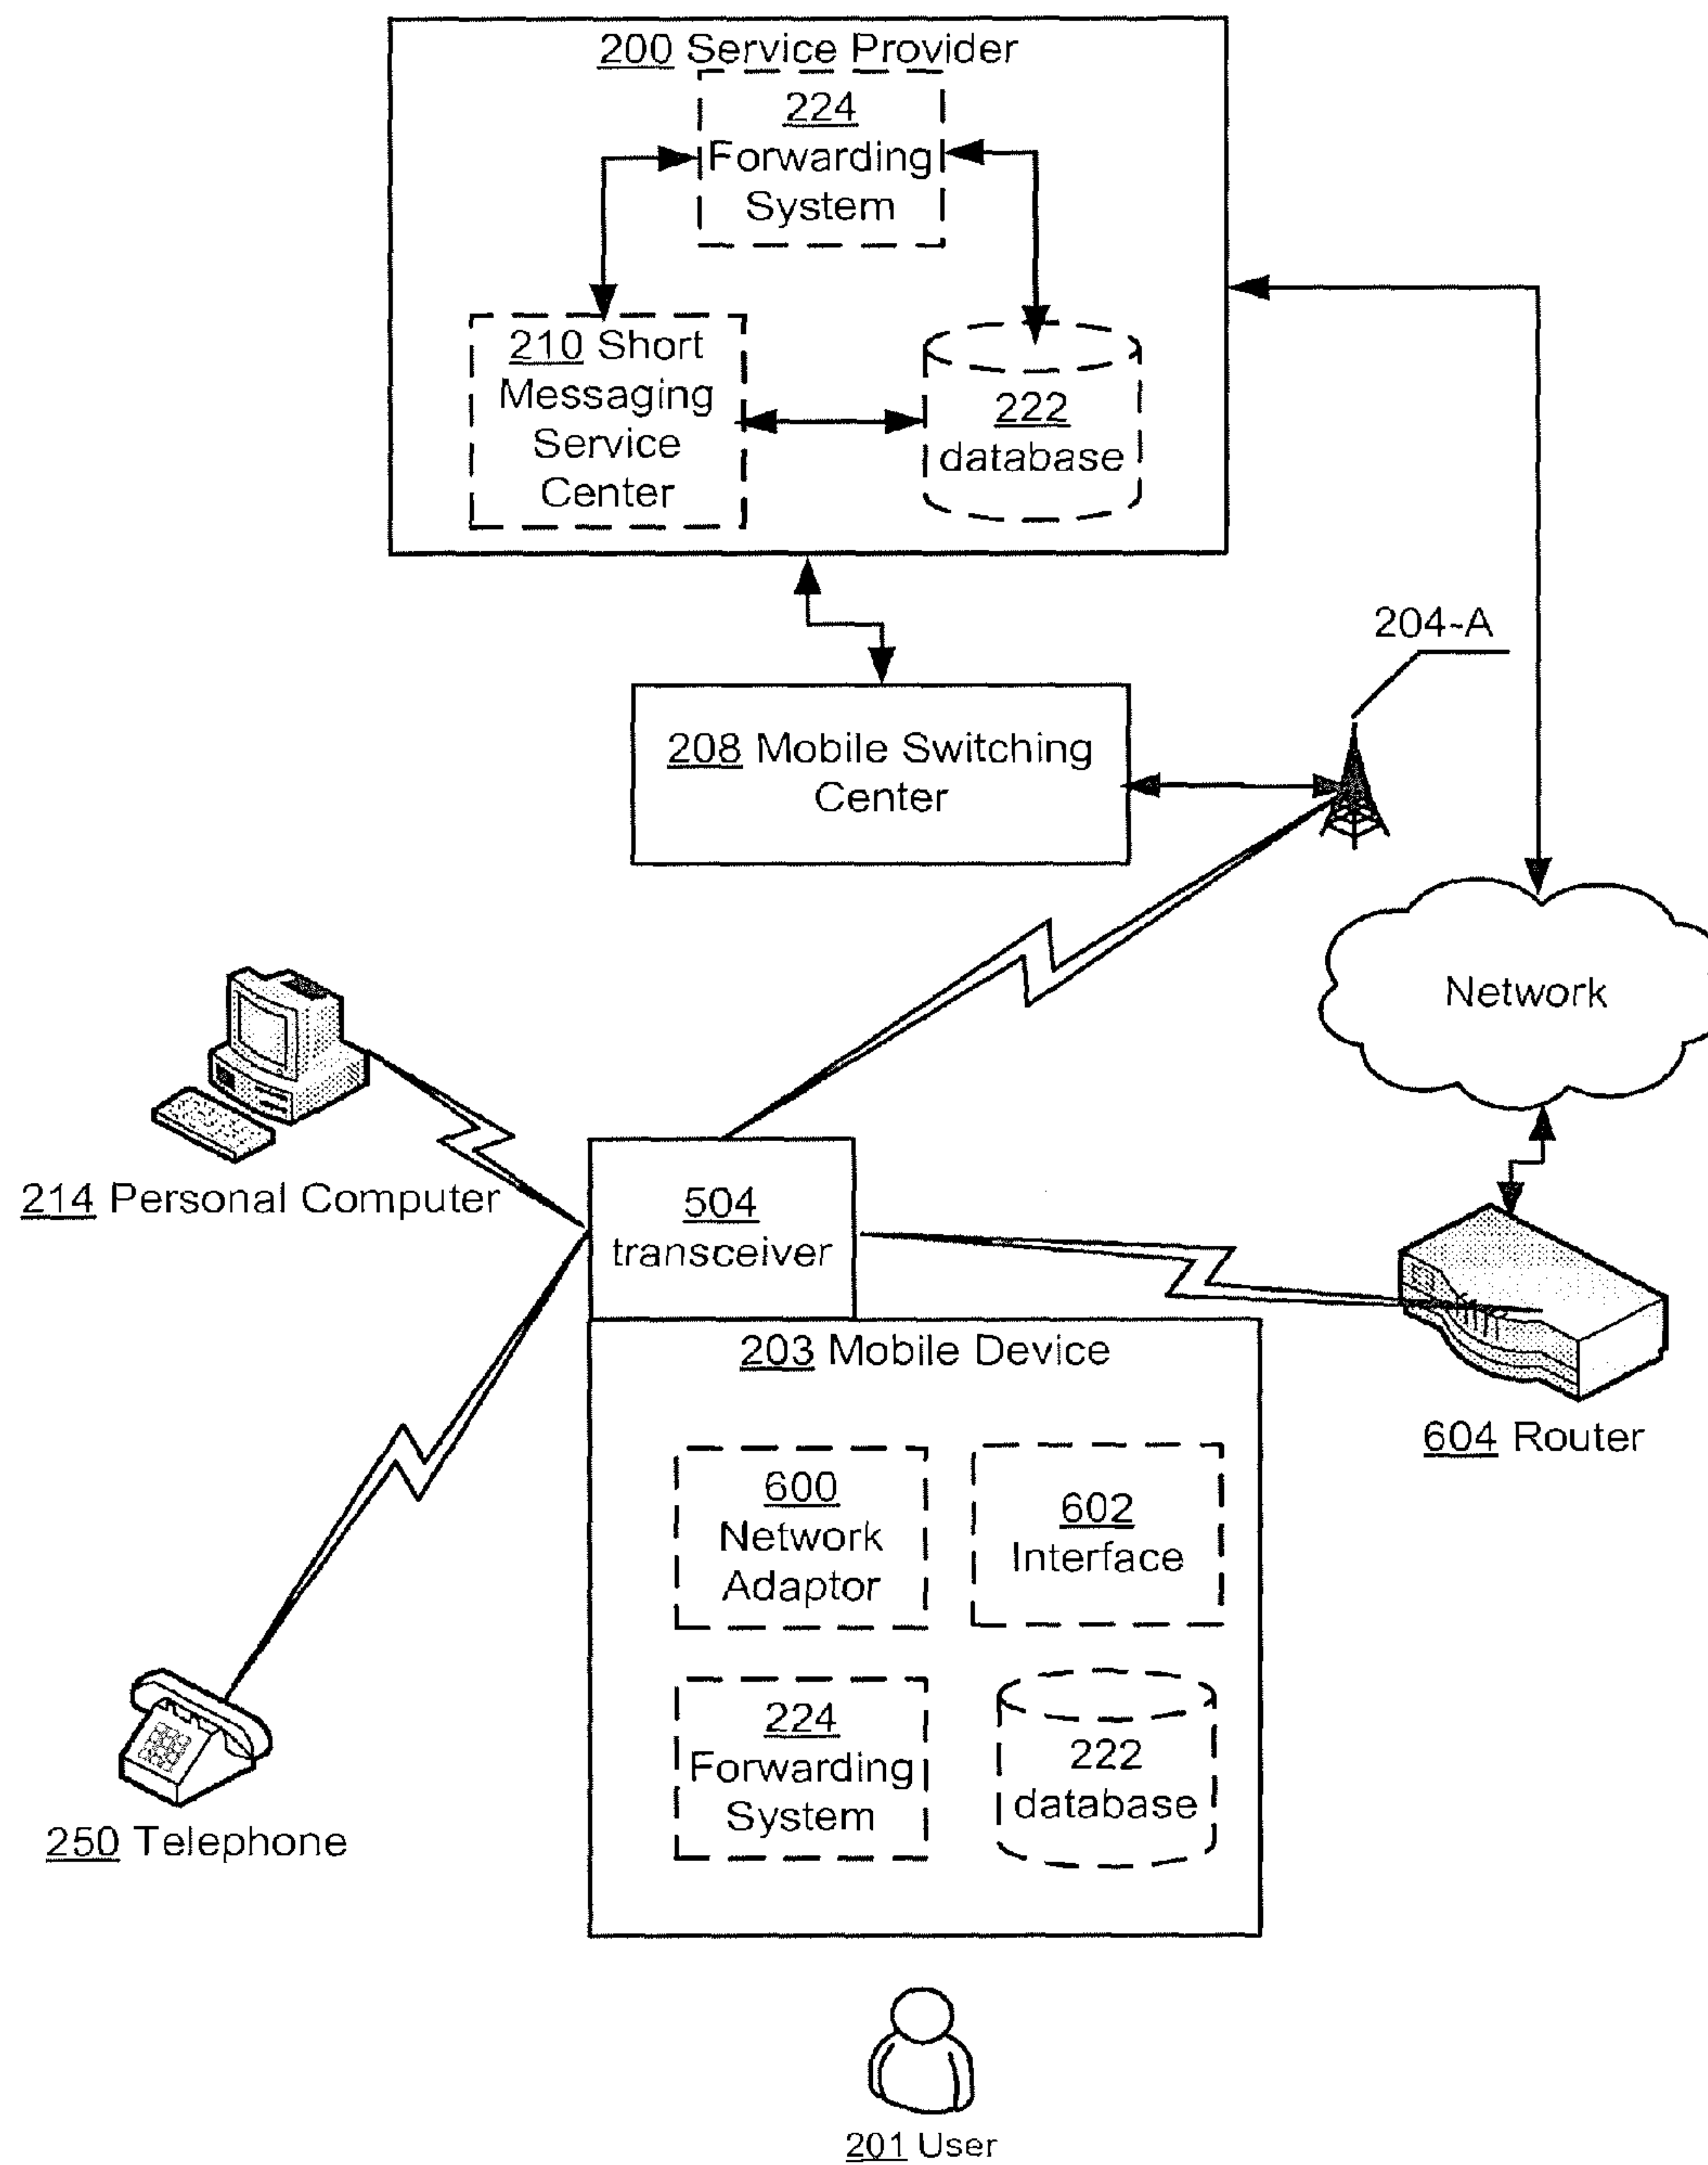 200 Service Provider
224
Forwarding
System
210 Short
Messaging
Service
Center
222
database
204-A
208 Mobile Switching
Center
Network
214 Personal Computer
504
transceiver
203 Mobile Device
604 Router
600
Network
Adaptor
602
Interface
224
Forwarding
System
222
database
250 Telephone
201 User